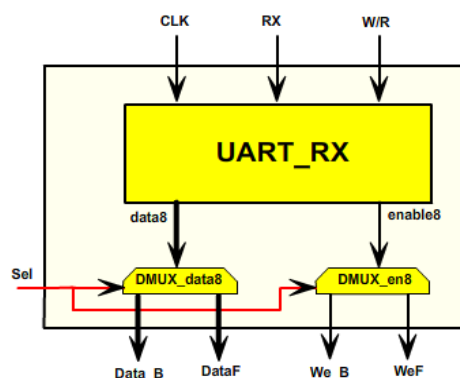 CLK RX W/R
UART_RX
data8 enable8
Sel DMUX_data8 DMUX_en8
Data_B DataF We_B WeF